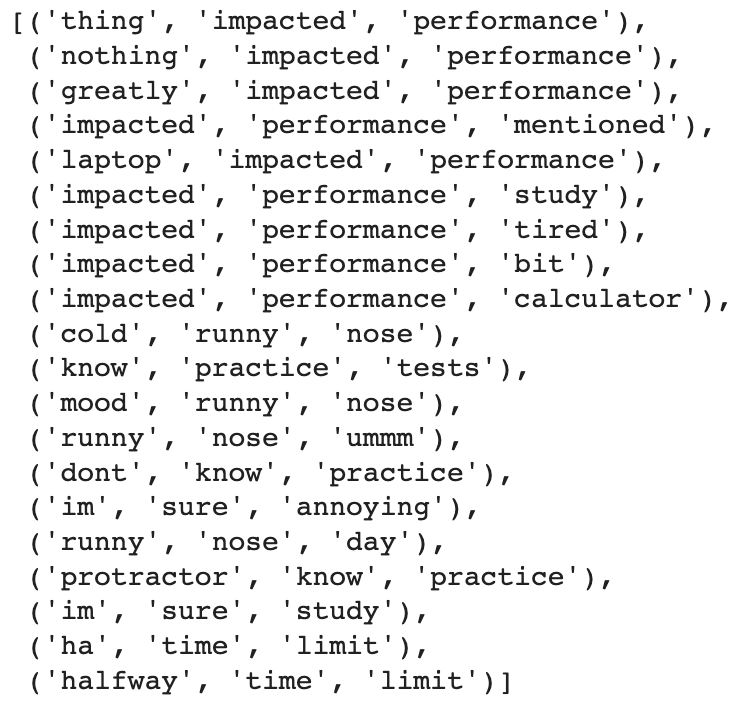 [('thing', 'impacted', 'performance'),
('nothing', 'impacted', 'performance'),
('greatly', 'impacted', 'performance'),
('impacted', 'performance', 'mentioned'),
('laptop', 'impacted', 'performance'),
('impacted', 'performance', 'study'),
('impacted', 'performance', 'tired'),
('impacted', 'performance', 'bit'),
('impacted', 'performance', 'calculator'),
('cold', 'runny', 'nose'),
('know', 'practice', 'tests'),
('mood', 'runny', 'nose'),
('runny', 'nose', 'ummm'),
('dont', 'know', 'practice'),
('im', 'sure', 'annoying'),
('runny', 'nose', 'day'),
('protractor', 'know', 'practice'),
('im', 'sure', 'study'),
('ha', 'time', 'limit'),
('halfway', 'time', 'limit')]